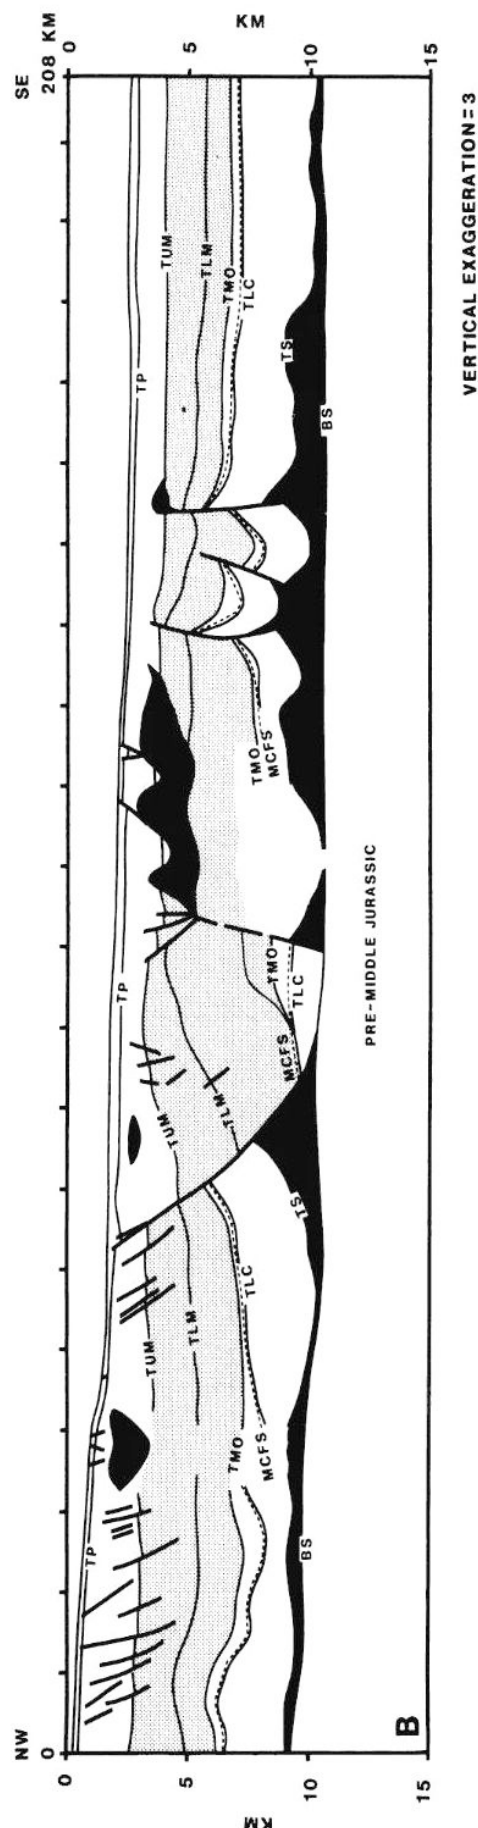 NW SE
0 208 KM
0 0
TP TP TP
TUM TUM TUM
5 5
TLM TLM TLM
KM KM
TMO TMO TMO TMO
TLC TLC TLC
MCFS MCFS MCFS
TS TS
10 10
BS BS
PRE-MIDDLE JURASSIC
B
15 15
VERTICAL EXAGGERATION=3